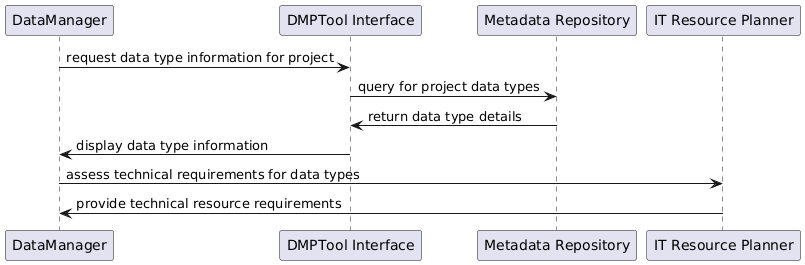 DataManager
DMPTool Interface
Metadata Repository
IT Resource Planner
request data type information for project
query for project data types
return data type details
display data type information
assess technical requirements for data types
provide technical resource requirements
DataManager
DMPTool Interface
Metadata Repository
IT Resource Planner